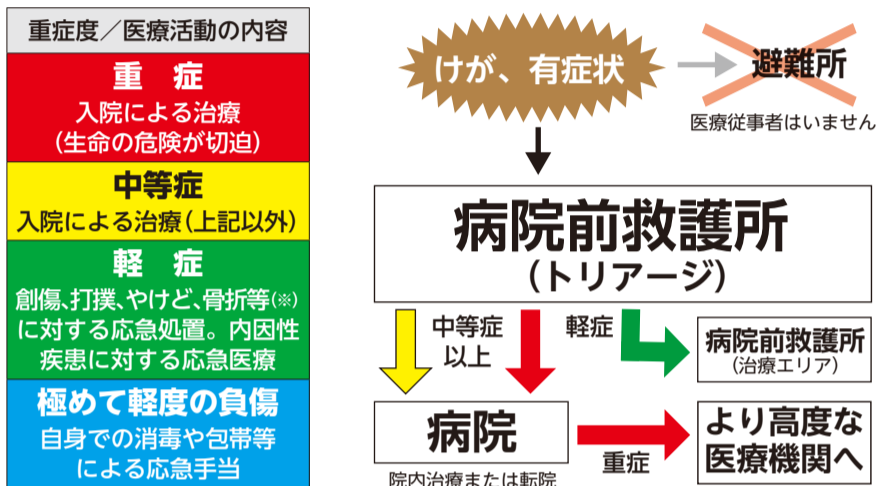 重症度／医療活動の内容
重 症
入院による治療
(生命の危険が切迫)
中等症
入院による治療(上記以外)
軽 症
創傷、打撲、やけど、骨折等(※)
に対する応急処置。内因性
疾患に対する応急医療
極めて軽度の負傷
自身での消毒や包帯等
による応急手当
けが、有症状
避難所
医療従事者はいません
病院前救護所
(トリアージ)
中等症
以上
軽症
病院前救護所
(治療エリア)
病院
院内治療または転院
重症
より高度な
医療機関へ